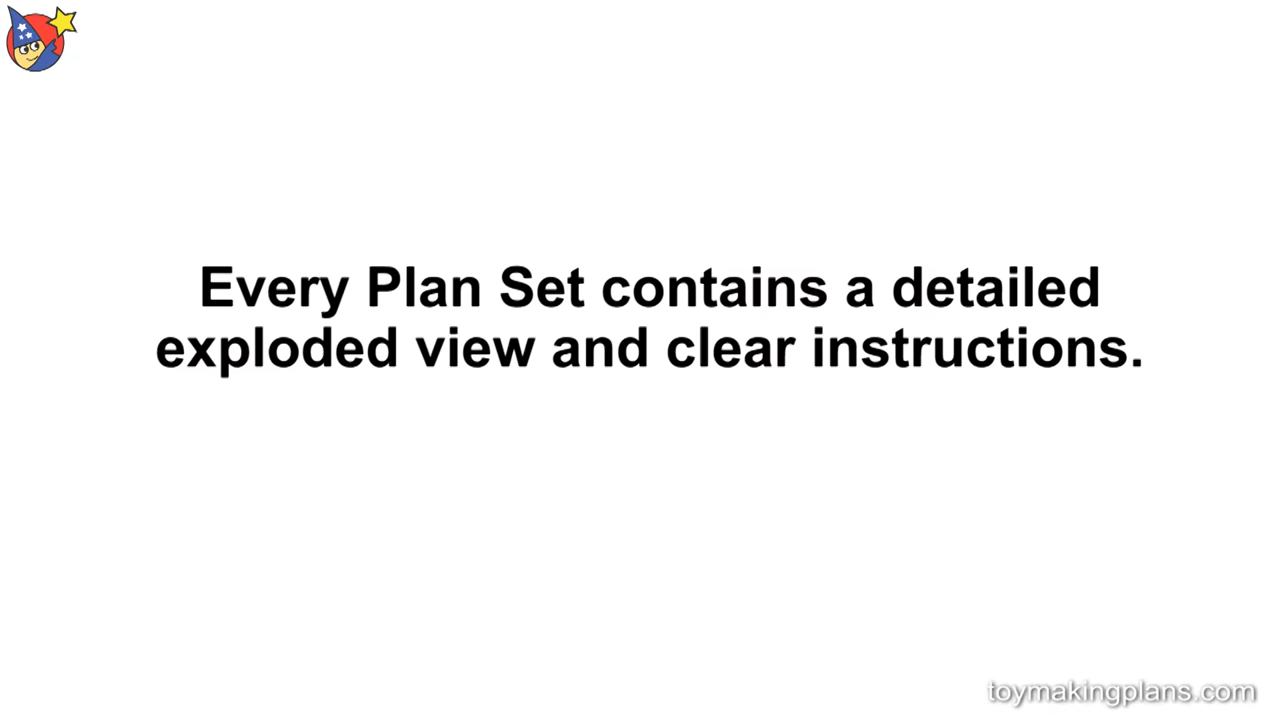 Every Plan Set contains a detailed
exploded view and clear instructions.
toymakingplans.com